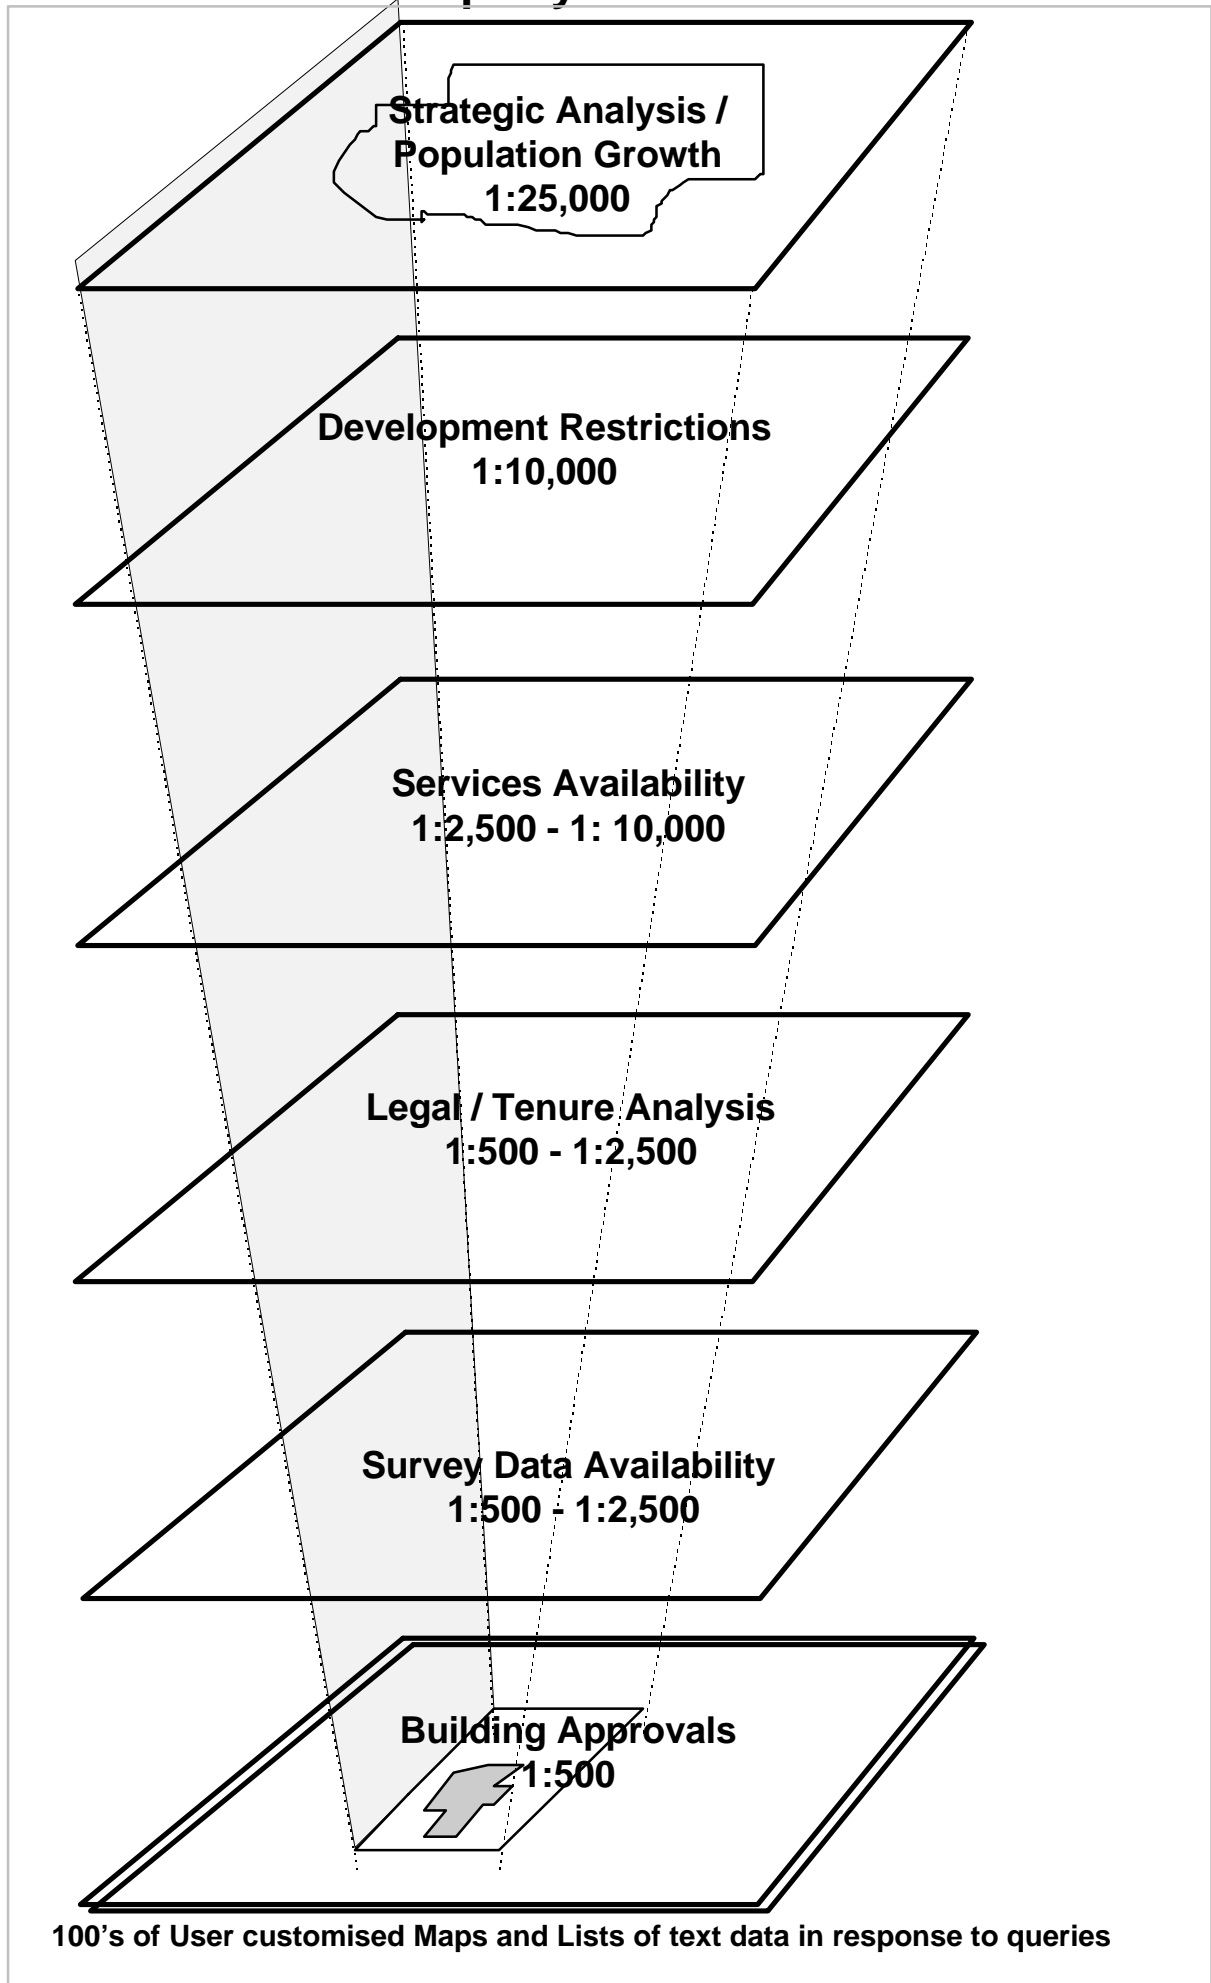 Strategic Analysis /
Population Growth
1:25,000
Development Restrictions
1:10,000
Services Availability
1:2,500 - 1: 10,000
Legal / Tenure Analysis
1:500 - 1:2,500
Survey Data Availability
1:500 - 1:2,500
Building Approvals
1:500
100’s of User customised Maps and Lists of text data in response to queries